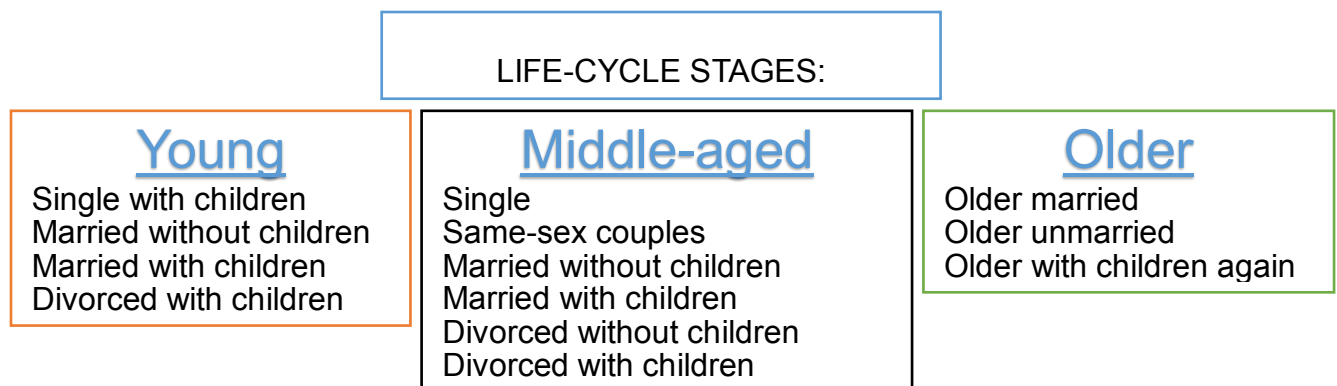 LIFE-CYCLE STAGES:
Young
Single with children
Married without children
Married with children
Divorced with children
Middle-aged
Single
Same-sex couples
Married without children
Married with children
Divorced without children
Divorced with children
Older
Older married
Older unmarried
Older with children again